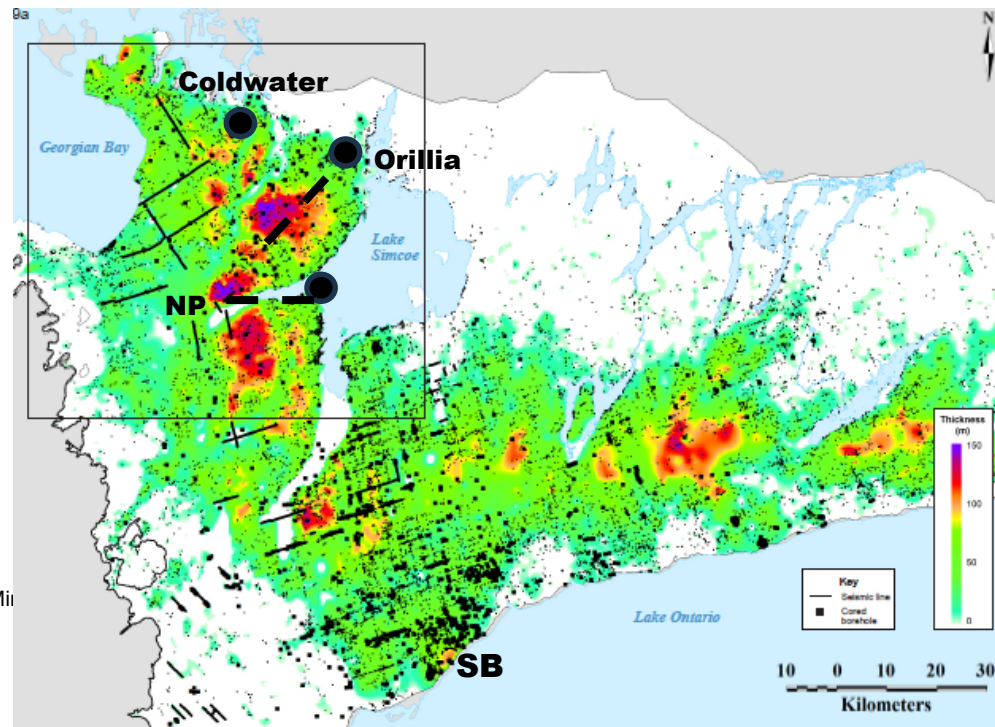 9a
N
Coldwater
Georgian Bay
Orillia
Lake
Simcoe
NP
Thickness
(m)
150
100
50
0
Key
Seismic line
Cored
borehole
Lake Ontario
SB
10 0 10 20 30
Kilometers